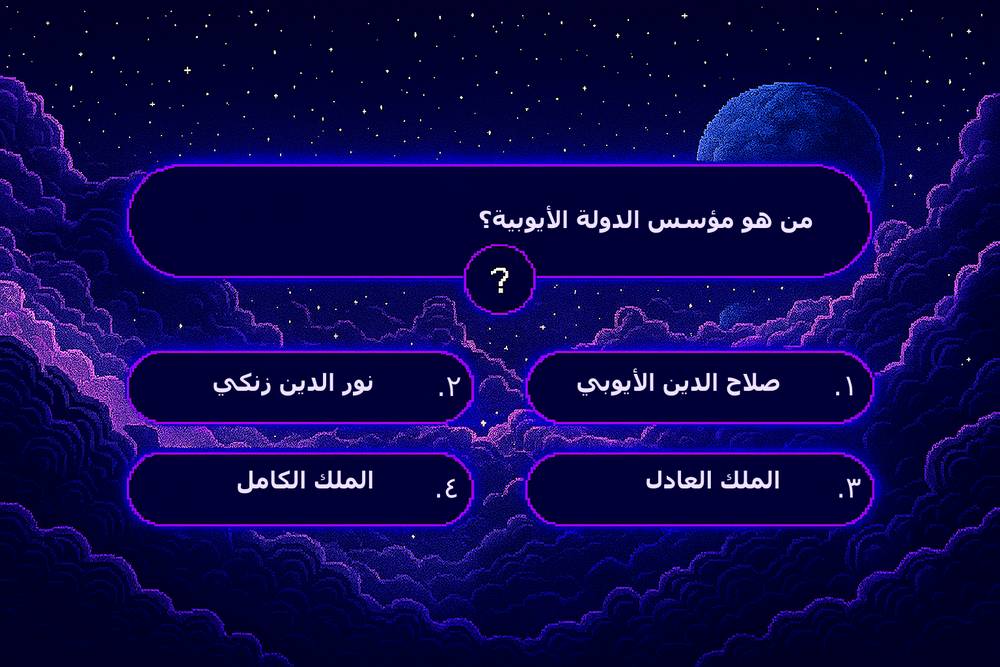 من هو مؤسس الدولة الأيوبية؟
?
١. صلاح الدين الأيوبي
٢. نور الدين زنكي
٣. الملك العادل
٤. الملك الكامل